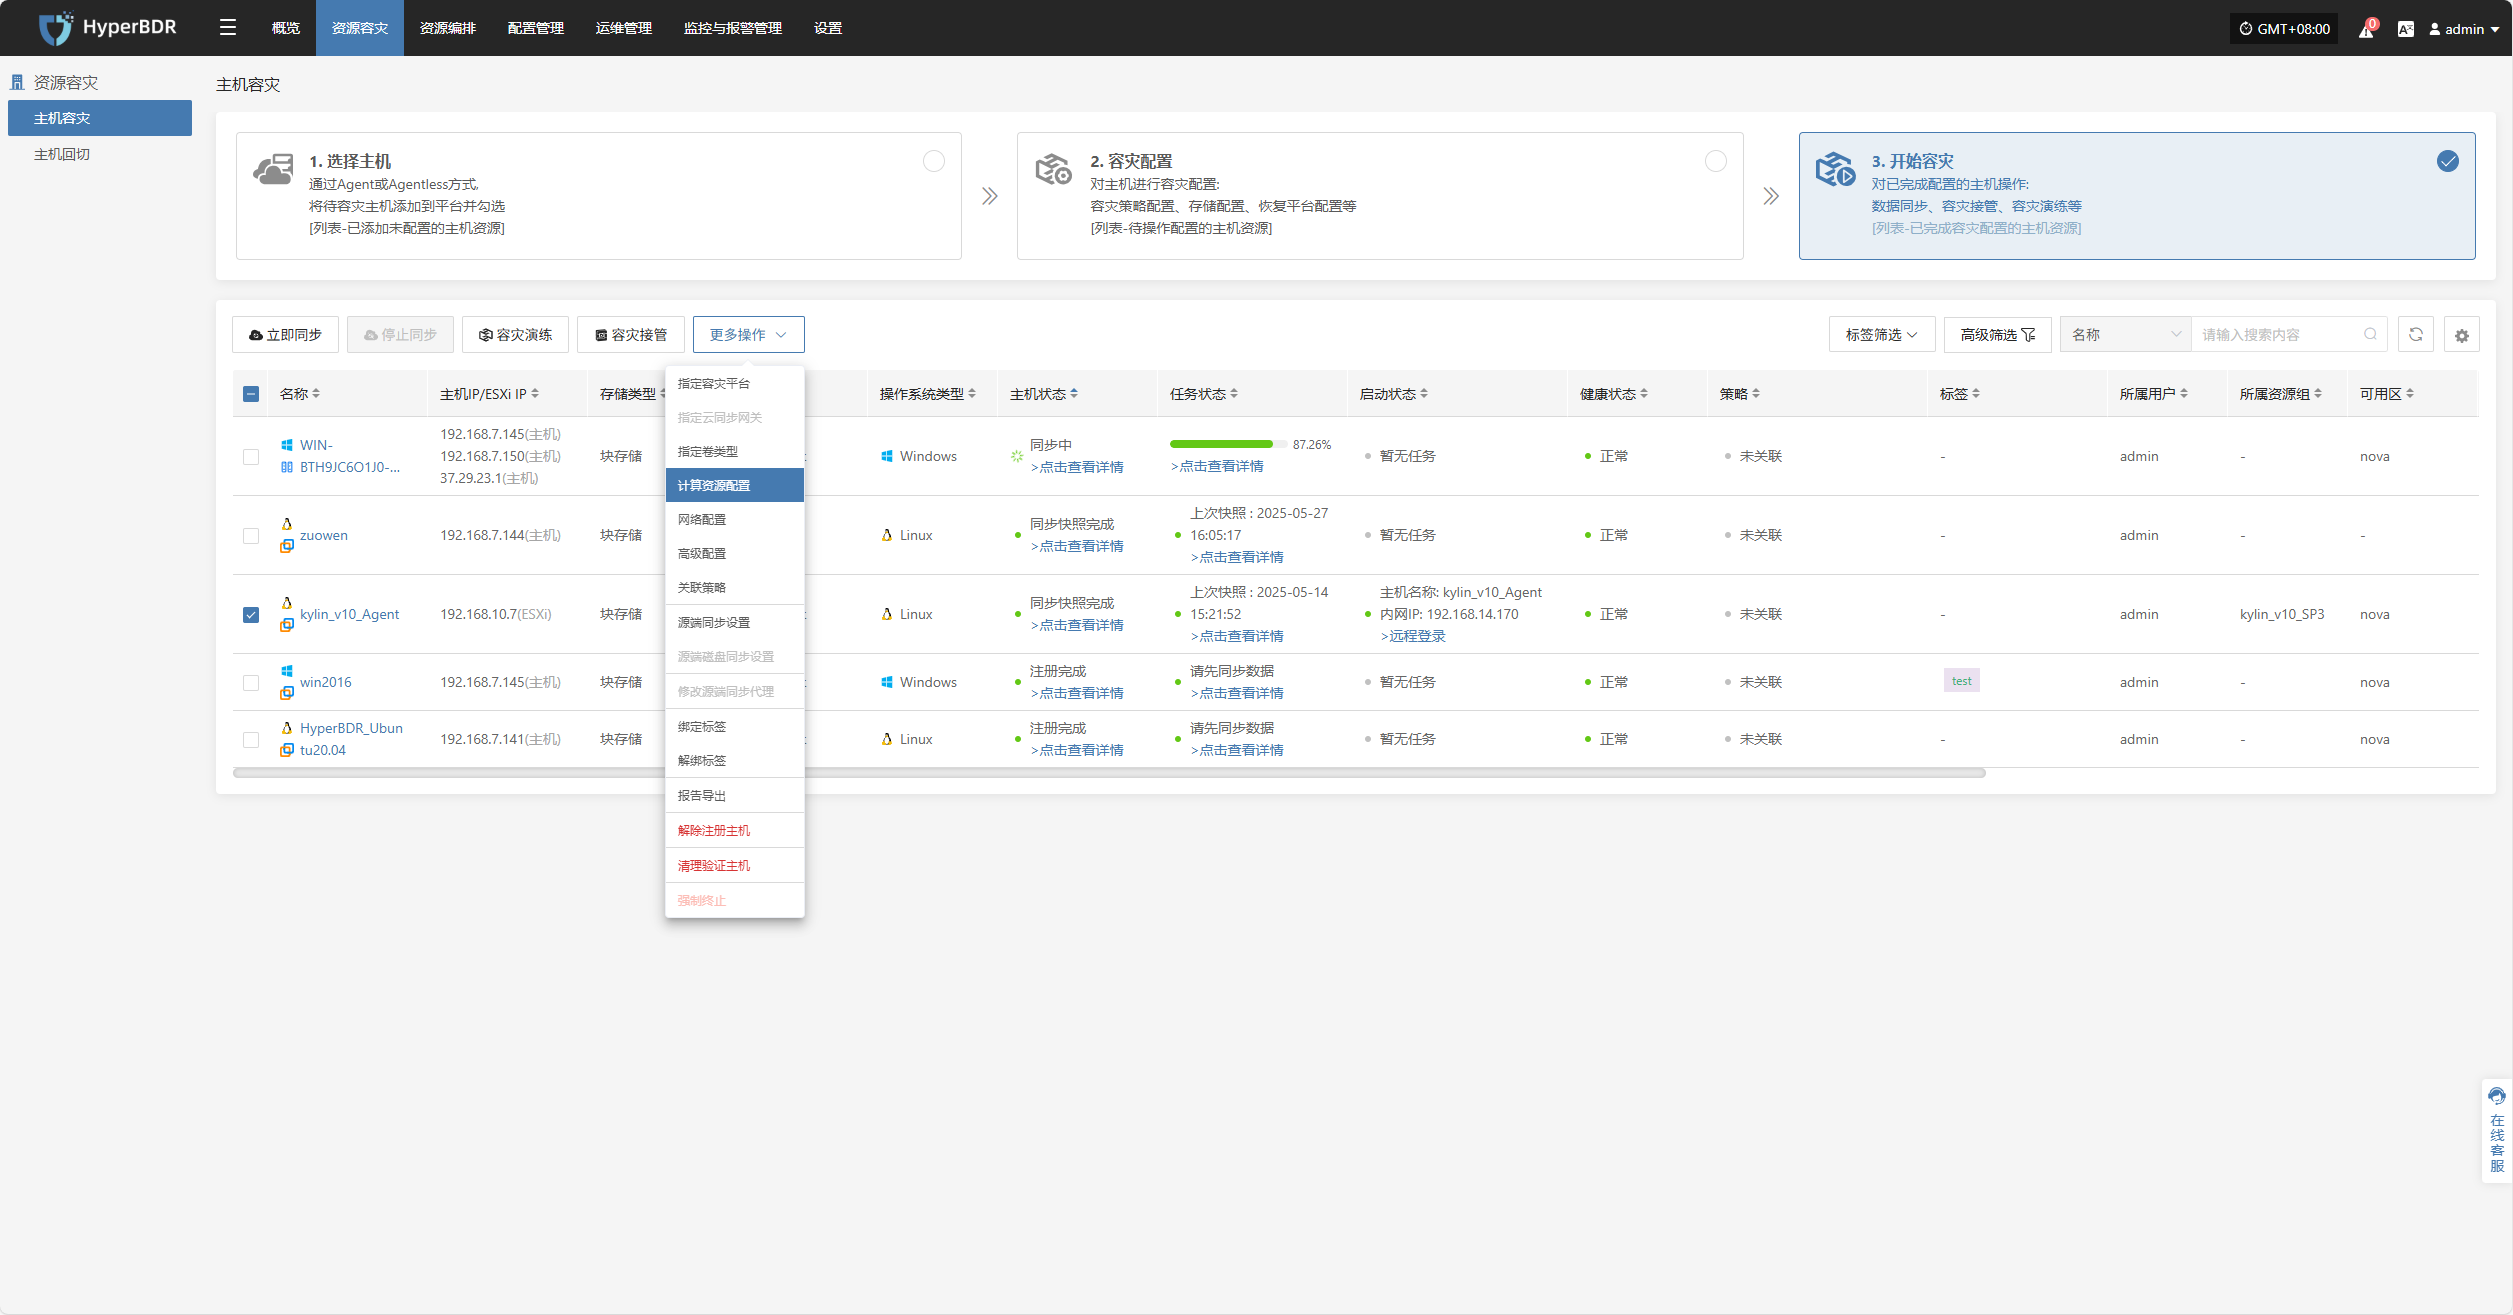 HyperBDR
概览
资源容灾
资源编排
配置管理
运维管理
监控与报警管理
设置
GMT+08:00
0
admin
资源容灾
主机容灾
主机回切
主机容灾
1. 选择主机
通过Agent或Agentless方式,
将待容灾主机添加到平台并勾选
[列表-已添加未配置的主机资源]
2. 容灾配置
对主机进行容灾配置:
容灾策略配置、存储配置、恢复平台配置等
[列表-待操作配置的主机资源]
3. 开始容灾
对已完成配置的主机操作:
数据同步、容灾接管、容灾演练等
[列表-已完成容灾配置的主机资源]
立即同步
停止同步
容灾演练
容灾接管
更多操作
标签筛选
高级筛选
名称
请输入搜索内容
指定容灾平台
指定云同步网关
指定卷类型
计算资源配置
网络配置
高级配置
关联策略
源端同步设置
源端磁盘同步设置
修改源端同步代理
绑定标签
解绑标签
报告导出
解除注册主机
清理验证主机
强制终止
名称 主机IP/ESXi IP 存储类型 操作系统类型 主机状态 任务状态 启动状态 健康状态 策略 标签 所属用户 所属资源组 可用区
WIN-
BTH9JC6O1J0-...
192.168.7.145(主机)
192.168.7.150(主机)
37.29.23.1(主机)
块存储
Windows
同步中
>点击查看详情
87.26%
>点击查看详情
暂无任务
正常
未关联
-
admin
-
nova
zuowen
192.168.7.144(主机)
块存储
Linux
同步快照完成
>点击查看详情
上次快照 : 2025-05-27
16:05:17
>点击查看详情
暂无任务
正常
未关联
-
admin
-
-
kylin_v10_Agent
192.168.10.7(ESXi)
块存储
Linux
同步快照完成
>点击查看详情
上次快照 : 2025-05-14
15:21:52
>点击查看详情
主机名称: kylin_v10_Agent
内网IP: 192.168.14.170
>远程登录
正常
未关联
-
admin
kylin_v10_SP3
nova
win2016
192.168.7.145(主机)
块存储
Windows
注册完成
>点击查看详情
请先同步数据
>点击查看详情
暂无任务
正常
未关联
test
admin
-
nova
HyperBDR_Ubun
tu20.04
192.168.7.141(主机)
块存储
Linux
注册完成
>点击查看详情
请先同步数据
>点击查看详情
暂无任务
正常
未关联
-
admin
-
nova
在线客服